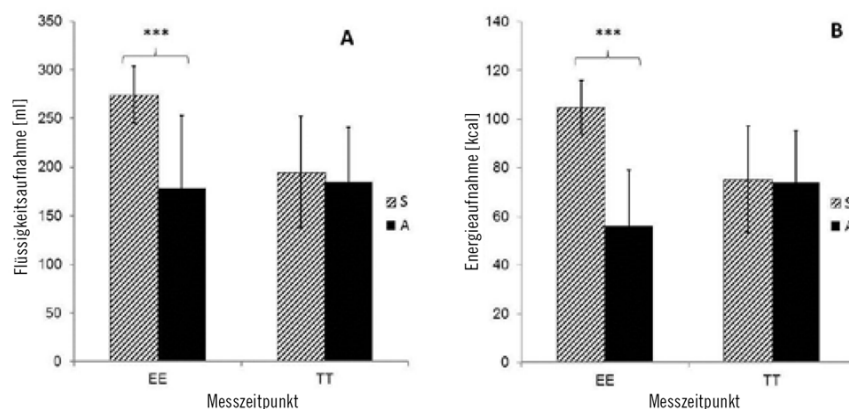 Flüssigkeitsaufnahme [ml]
350
300
250
200
150
100
50
0
***
A
S
A
EE
TT
Messzeitpunkt
Energieaufnahme [kcal]
140
120
100
80
60
40
20
0
***
B
S
A
EE
TT
Messzeitpunkt